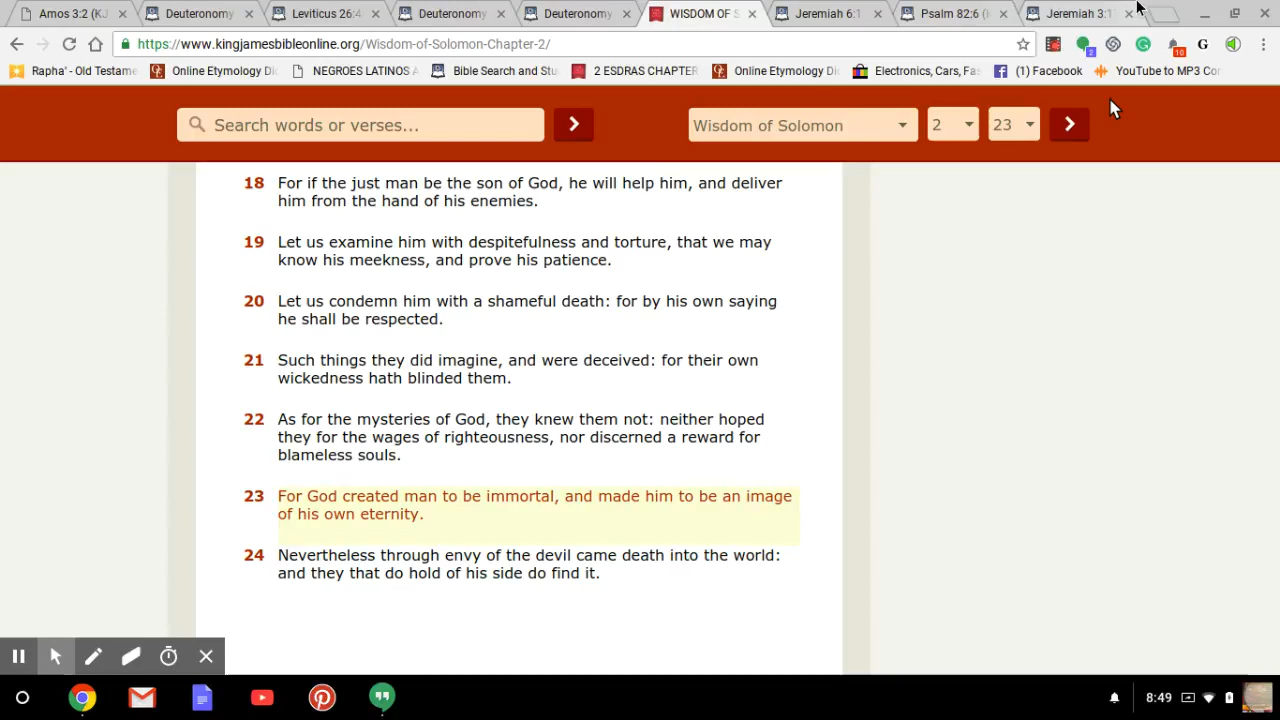 Amos 3:2 (KJ
Deuteronomy
Leviticus 26:4
Deuteronomy
Deuteronomy
WISDOM OF S
Jeremiah 6:1
Psalm 82:6 (
Jeremiah 3:1
https://www.kingjamesbibleonline.org/Wisdom-of-Solomon-Chapter-2/
2
10
G
Rapha' - Old Testame
Online Etymology Dic
NEGROES LATINOS A
Bible Search and Stu
2 ESDRAS CHAPTER
Online Etymology Dic
Electronics, Cars, Fas
(1) Facebook
YouTube to MP3 Con
Search words or verses...
Wisdom of Solomon
2
23
18 For if the just man be the son of God, he will help him, and deliver
him from the hand of his enemies.
19 Let us examine him with despitefulness and torture, that we may
know his meekness, and prove his patience.
20 Let us condemn him with a shameful death: for by his own saying
he shall be respected.
21 Such things they did imagine, and were deceived: for their own
wickedness hath blinded them.
22 As for the mysteries of God, they knew them not: neither hoped
they for the wages of righteousness, nor discerned a reward for
blameless souls.
23 For God created man to be immortal, and made him to be an image
of his own eternity.
24 Nevertheless through envy of the devil came death into the world:
and they that do hold of his side do find it.
8:49